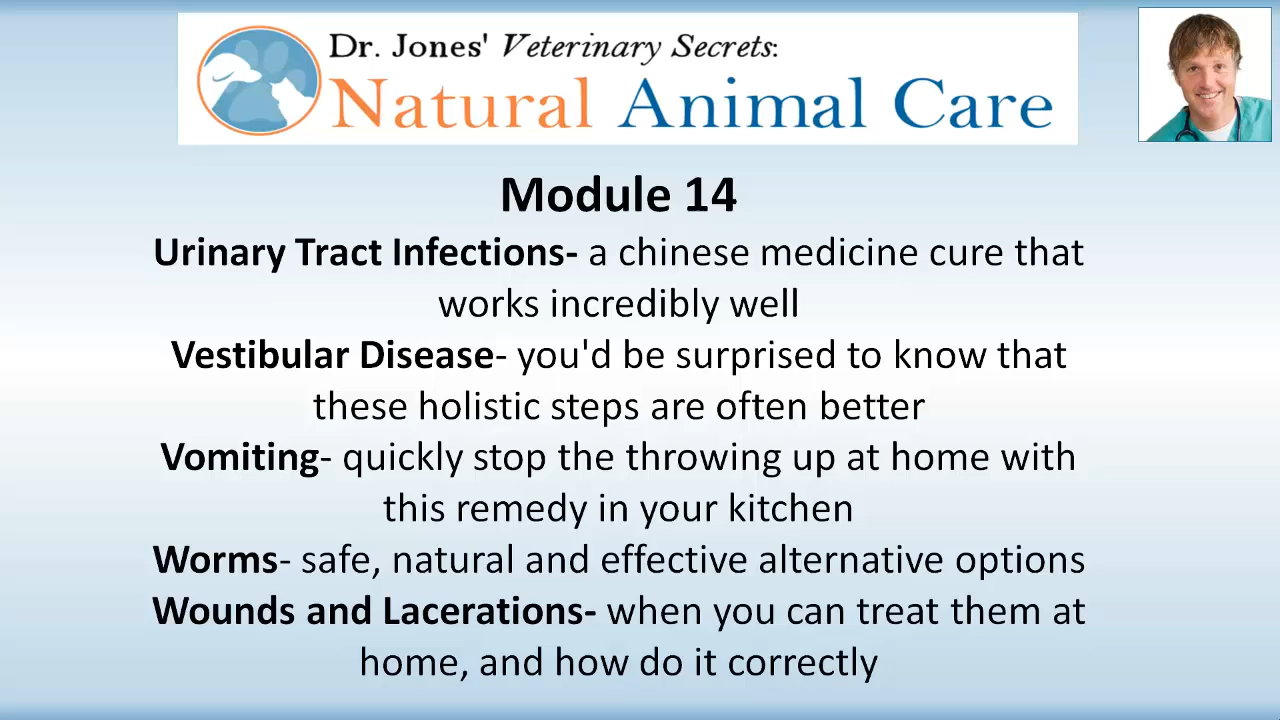 Dr. Jones' Veterinary Secrets:
Natural Animal Care
Module 14
Urinary Tract Infections- a chinese medicine cure that
works incredibly well
Vestibular Disease- you'd be surprised to know that
these holistic steps are often better
Vomiting- quickly stop the throwing up at home with
this remedy in your kitchen
Worms- safe, natural and effective alternative options
Wounds and Lacerations- when you can treat them at
home, and how do it correctly